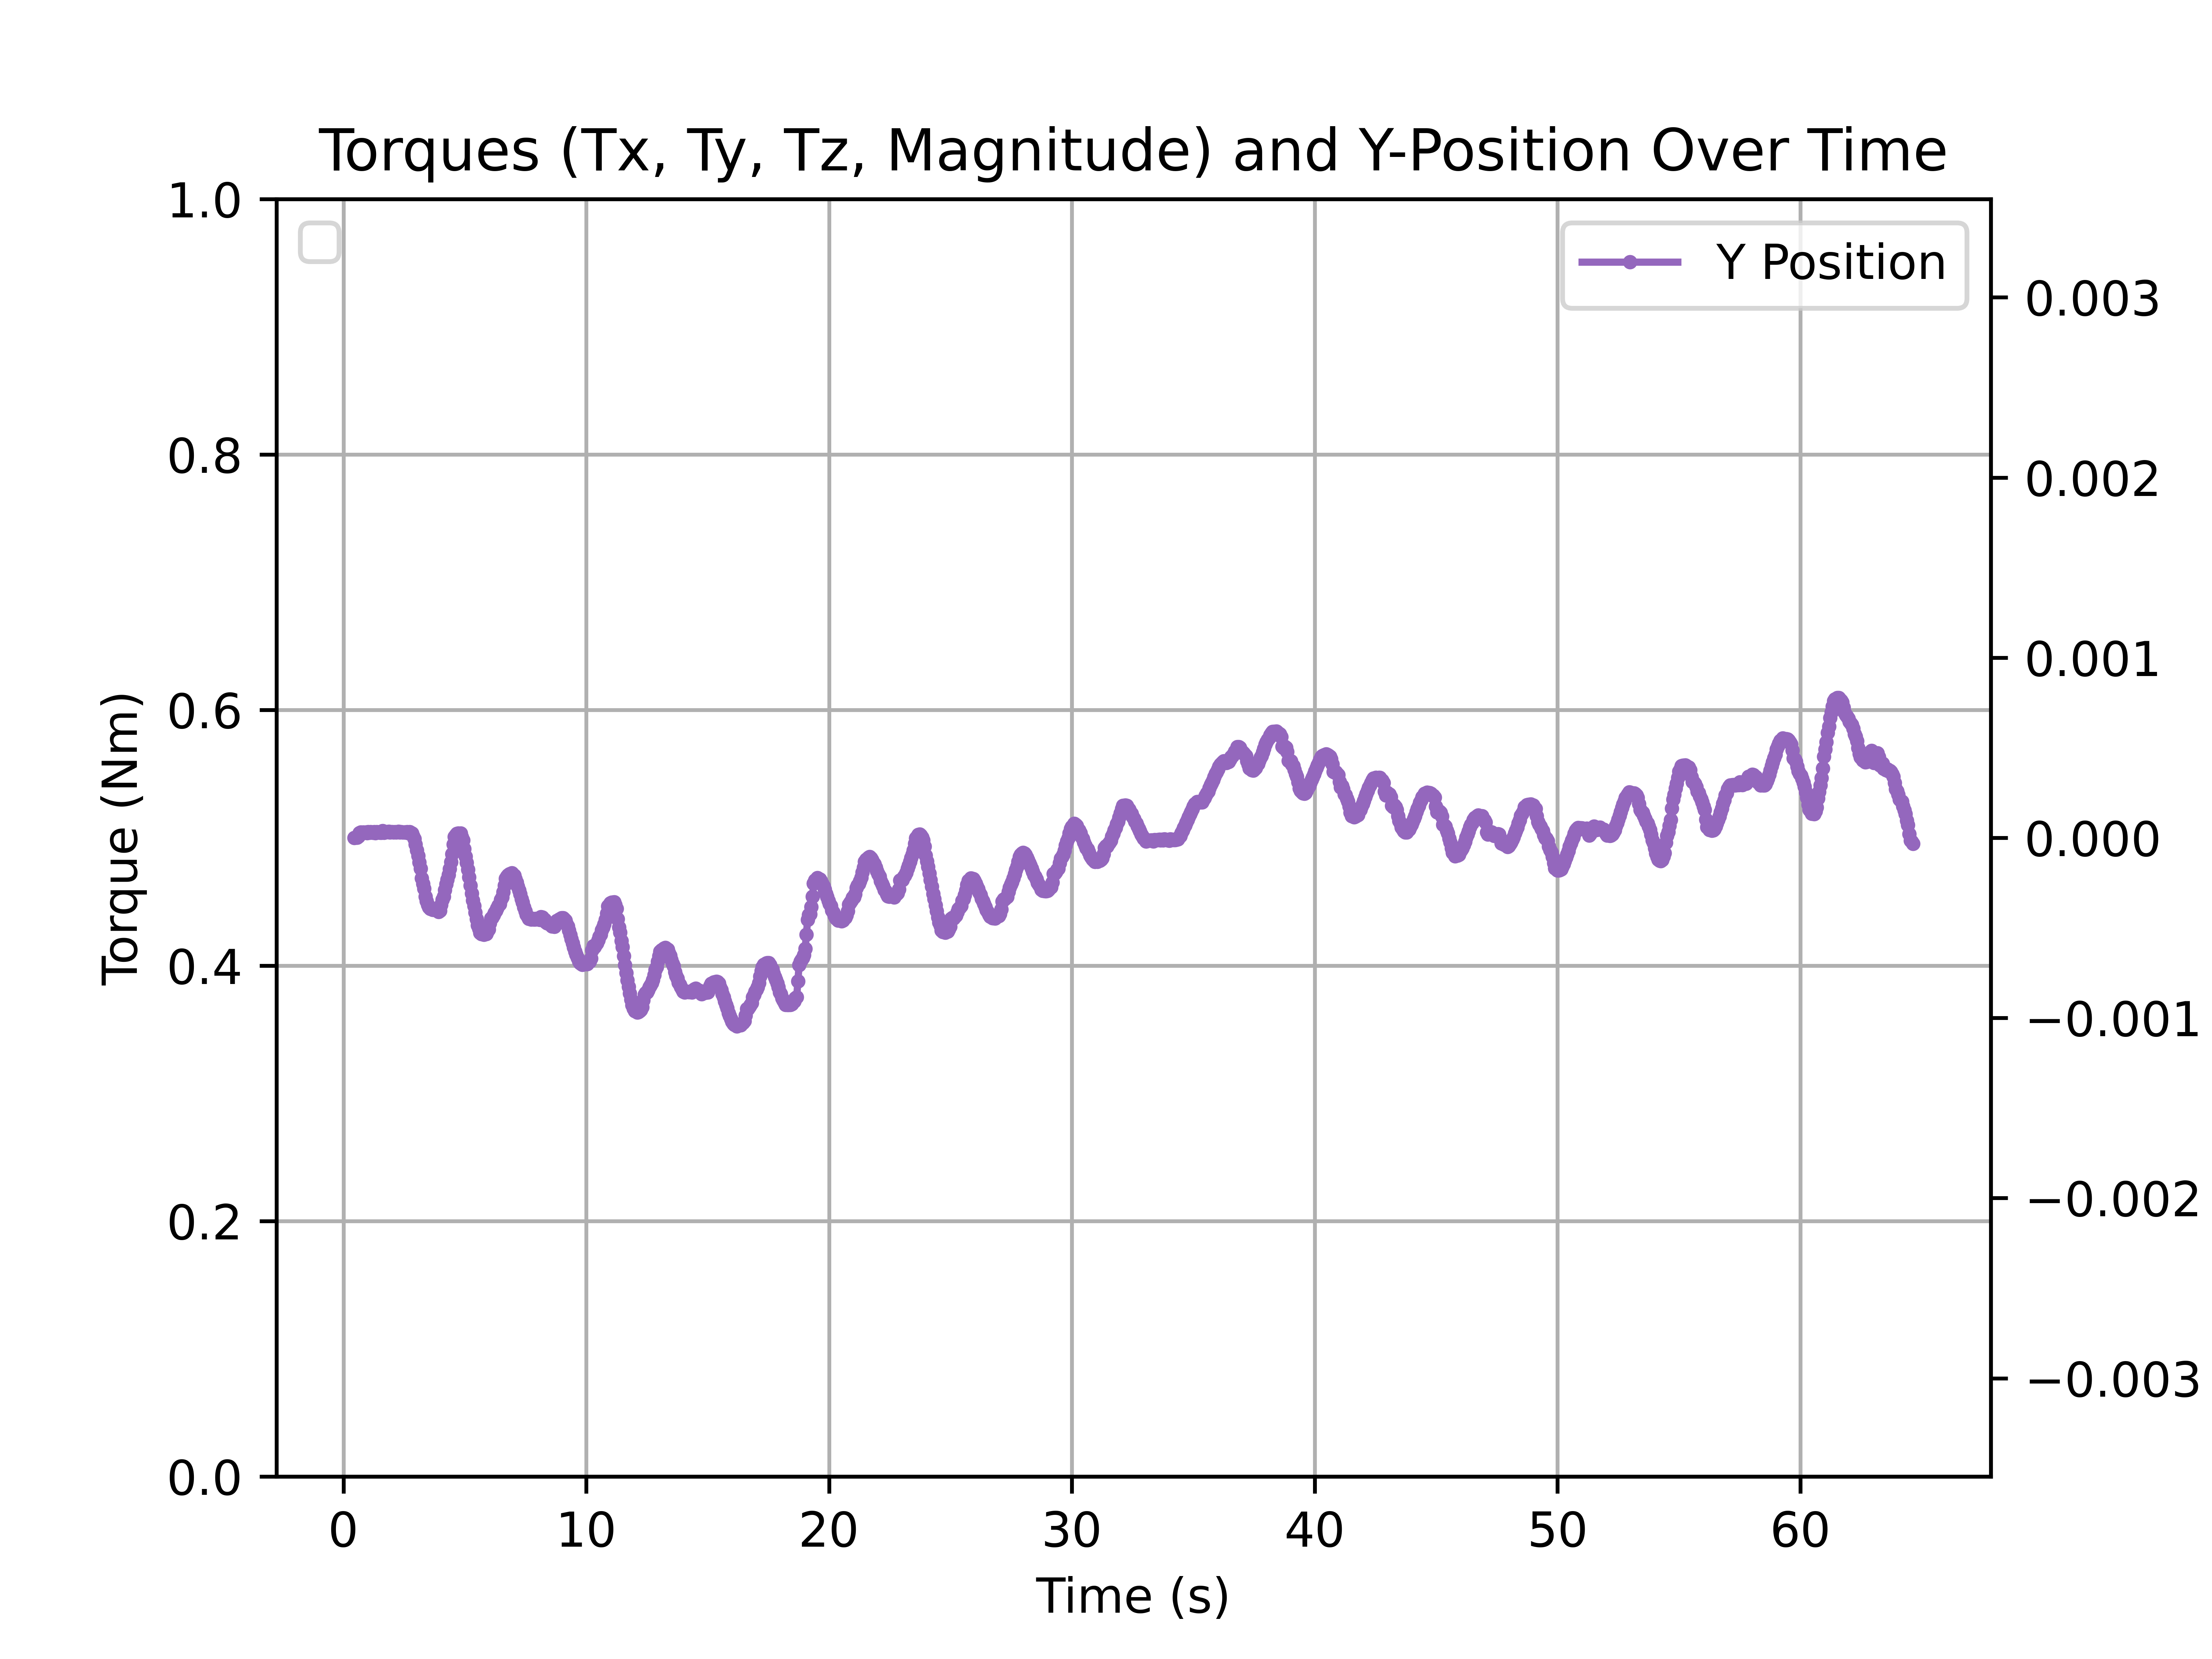 Torques (Tx, Ty, Tz, Magnitude) and Y-Position Over Time
Y Position
1.0
0.8
0.6
0.4
0.2
0.0
Torque (Nm)
0.003
0.002
0.001
0.000
−0.001
−0.002
−0.003
0 10 20 30 40 50 60
Time (s)